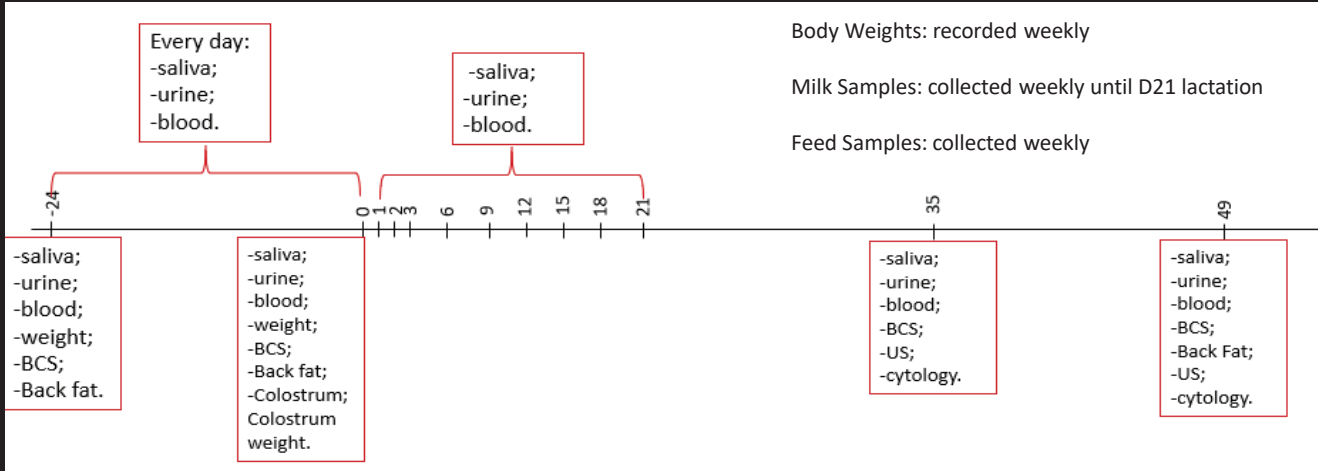 Every day:
-saliva;
-urine;
-blood.
-saliva;
-urine;
-blood.
Body Weights: recorded weekly
Milk Samples: collected weekly until D21 lactation
Feed Samples: collected weekly
-24
0
1
2
3
6
9
12
15
18
21
35
49
-saliva;
-urine;
-blood;
-weight;
-BCS;
-Back fat.
-saliva;
-urine;
-blood;
-weight;
-BCS;
-Back fat;
-Colostrum;
Colostrum
weight.
-saliva;
-urine;
-blood;
-BCS;
-US;
-cytology.
-saliva;
-urine;
-blood;
-BCS;
-Back Fat;
-US;
-cytology.